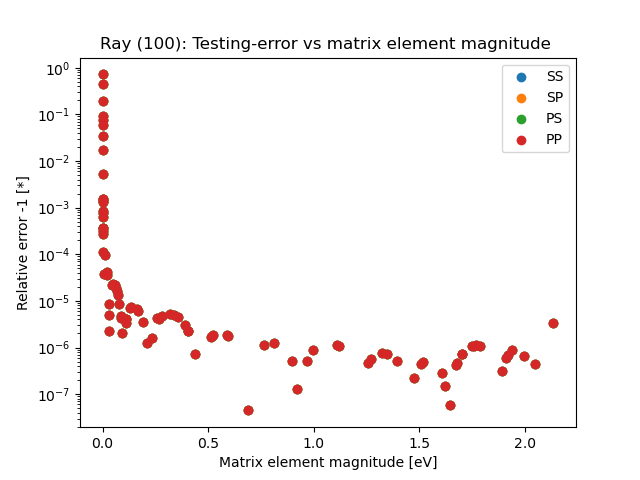 Ray (100): Testing-error vs matrix element magnitude
10⁰
10⁻¹
10⁻²
10⁻³
10⁻⁴
10⁻⁵
10⁻⁶
10⁻⁷
Relative error -1 [*]
SS
SP
PS
PP
0.0 0.5 1.0 1.5 2.0
Matrix element magnitude [eV]